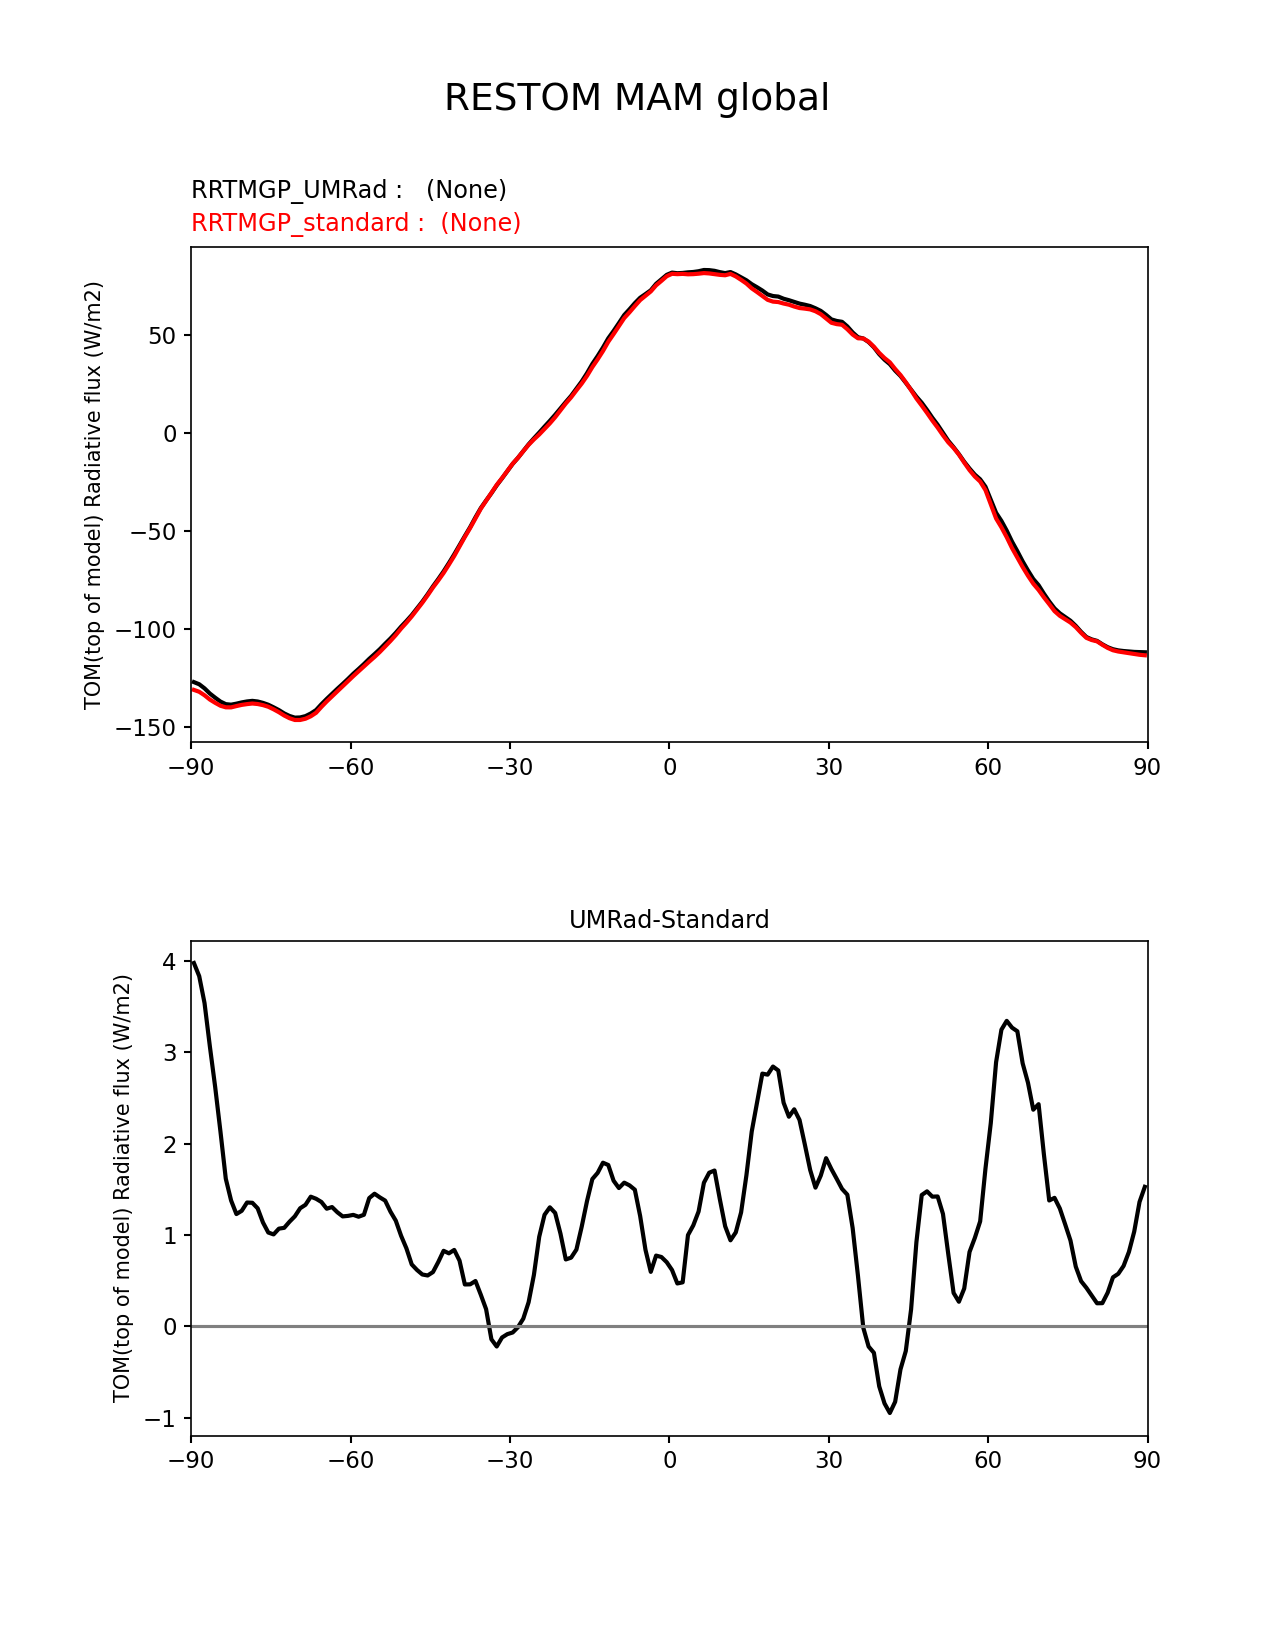 RESTOM MAM global
RRTMGP_UMRad :   (None)
RRTMGP_standard :  (None)
TOM(top of model) Radiative flux (W/m2)
50
0
−50
−100
−150
−90 −60 −30 0 30 60 90
UMRad-Standard
TOM(top of model) Radiative flux (W/m2)
4
3
2
1
0
−1
−90 −60 −30 0 30 60 90